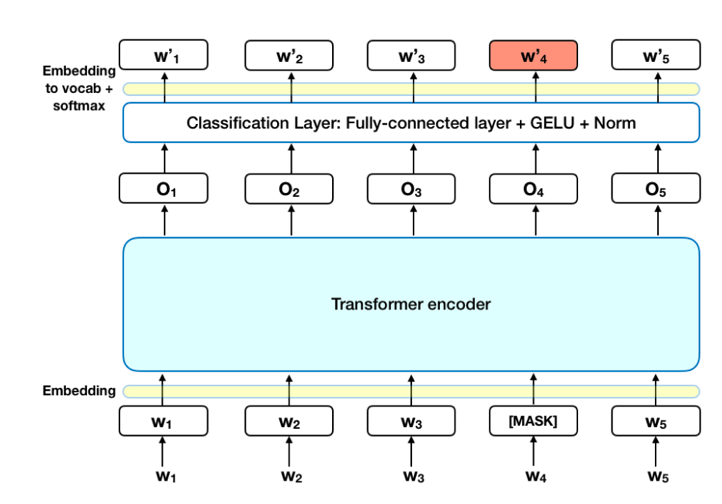 w'1 w'2 w'3 w'4 w'5
Embedding
to vocab +
softmax
Classification Layer: Fully-connected layer + GELU + Norm
O1 O2 O3 O4 O5
Transformer encoder
Embedding
W1 W2 W3 [MASK] W5
W1 W2 W3 W4 W5